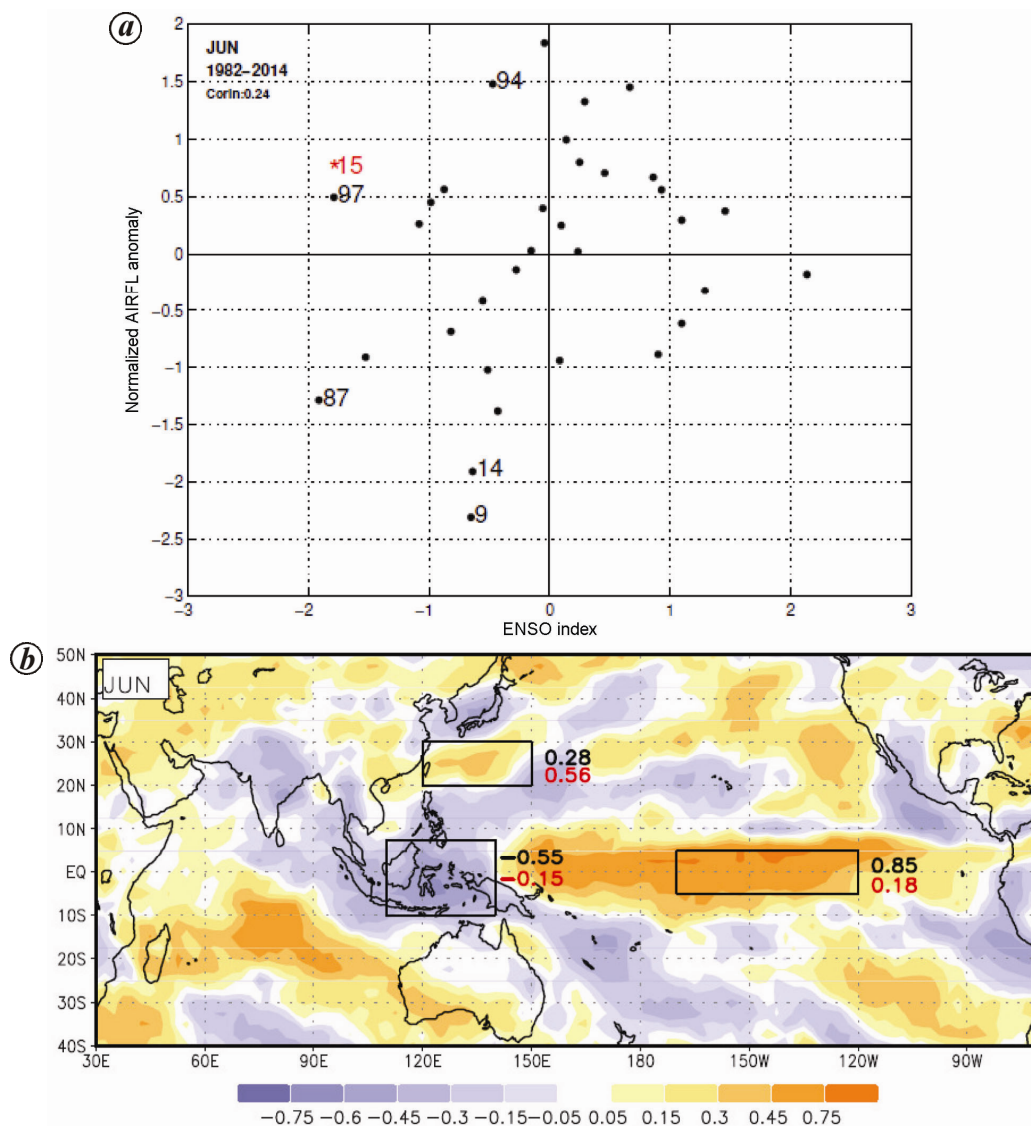 a
2
JUN
1982-2014
Corln:0.24
94
1.5
1
*15
97
0.5
0
Normalized AIRFL anomaly
-0.5
-1
87
-1.5
14
-2
9
-2.5
-3
-3 -2 -1 0 1 2 3
ENSO index
b
50N
JUN
40N
30N
0.28
0.56
20N
10N
-0.55
-0.15
0.85
0.18
EQ
10S
20S
30S
40S
30E 60E 90E 120E 150E 180 150W 120W 90W
-0.75 -0.6 -0.45 -0.3 -0.15 -0.05 0.05 0.15 0.3 0.45 0.75